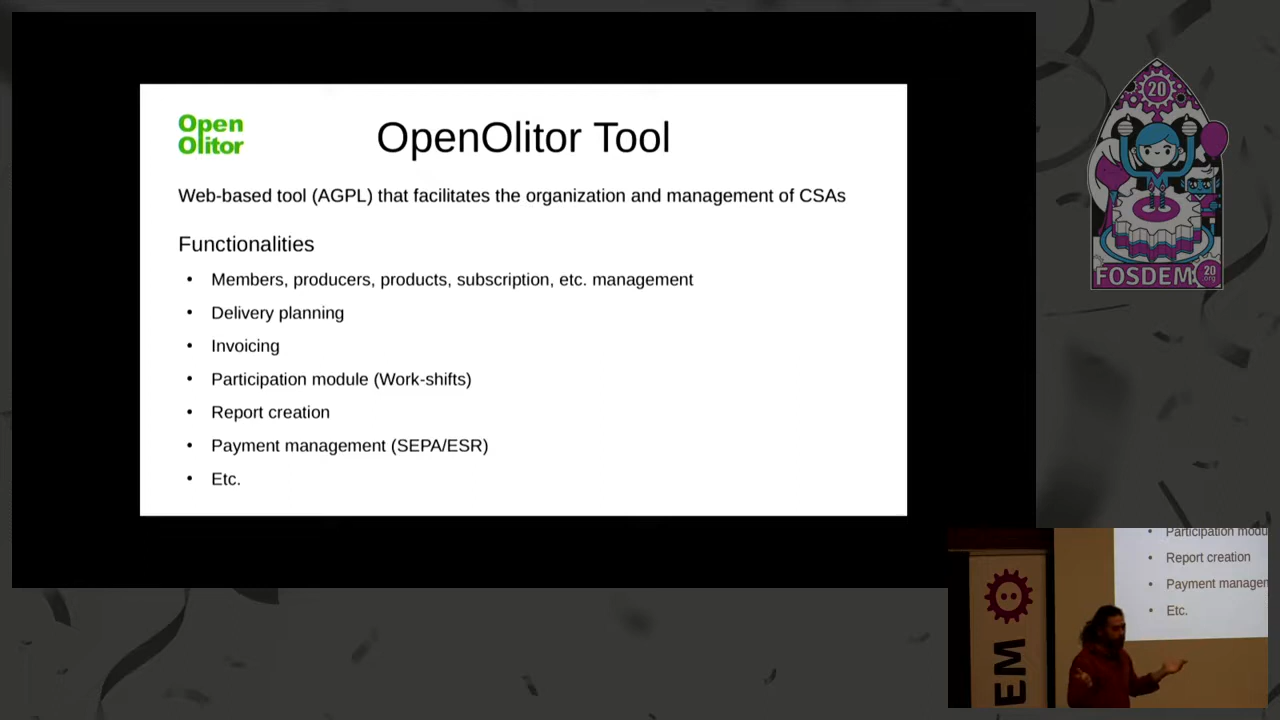 Open
Olitor
OpenOlitor Tool
Web-based tool (AGPL) that facilitates the organization and management of CSAs
Functionalities
• Members, producers, products, subscription, etc. management
• Delivery planning
• Invoicing
• Participation module (Work-shifts)
• Report creation
• Payment management (SEPA/ESR)
• Etc.
20
FOSDEM
20
.org
• Participation modu
• Report creation
• Payment managem
• Etc.
EM